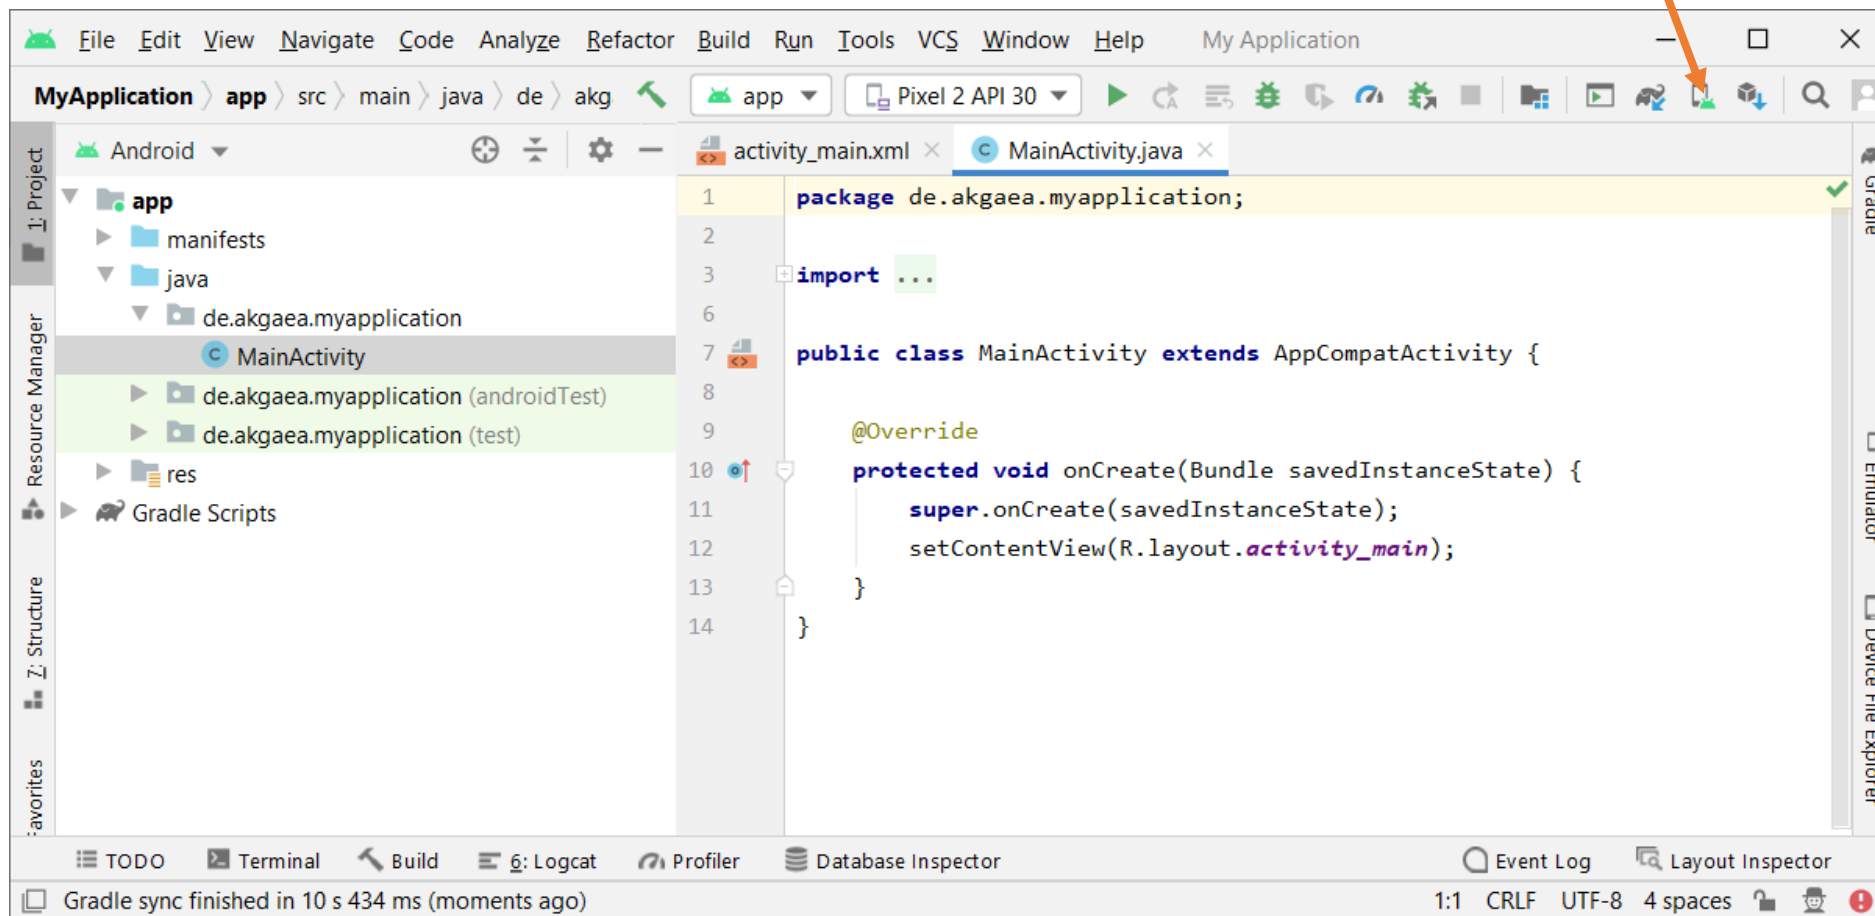 File Edit View Navigate Code Analyze Refactor Build Run Tools VCS Window Help My Application
MyApplication app src main java de akg app Pixel 2 API 30
Android
activity_main.xml MainActivity.java
1: Project
Resource Manager
7: Structure
app
manifests
java
de.akgaea.myapplication
MainActivity
de.akgaea.myapplication (androidTest)
de.akgaea.myapplication (test)
res
Gradle Scripts
1 package de.akgaea.myapplication;
2
3 import ...
6
7 public class MainActivity extends AppCompatActivity {
8
9 @Override
10 protected void onCreate(Bundle savedInstanceState) {
11 super.onCreate(savedInstanceState);
12 setContentView(R.layout.activity_main);
13 }
14 }
Gradle
Emulator
Device File Explorer
TODO Terminal Build 6: Logcat Profiler Database Inspector Event Log Layout Inspector
Gradle sync finished in 10 s 434 ms (moments ago) 1:1 CRLF UTF-8 4 spaces